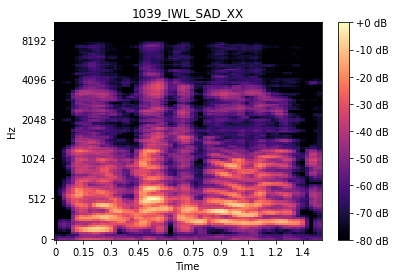 1039_IWL_SAD_XX
8192
4096
2048
1024
512
0
Hz
0 0.15 0.3 0.45 0.6 0.75 0.9 1.1 1.2 1.4
Time
+0 dB
-10 dB
-20 dB
-30 dB
-40 dB
-50 dB
-60 dB
-70 dB
-80 dB